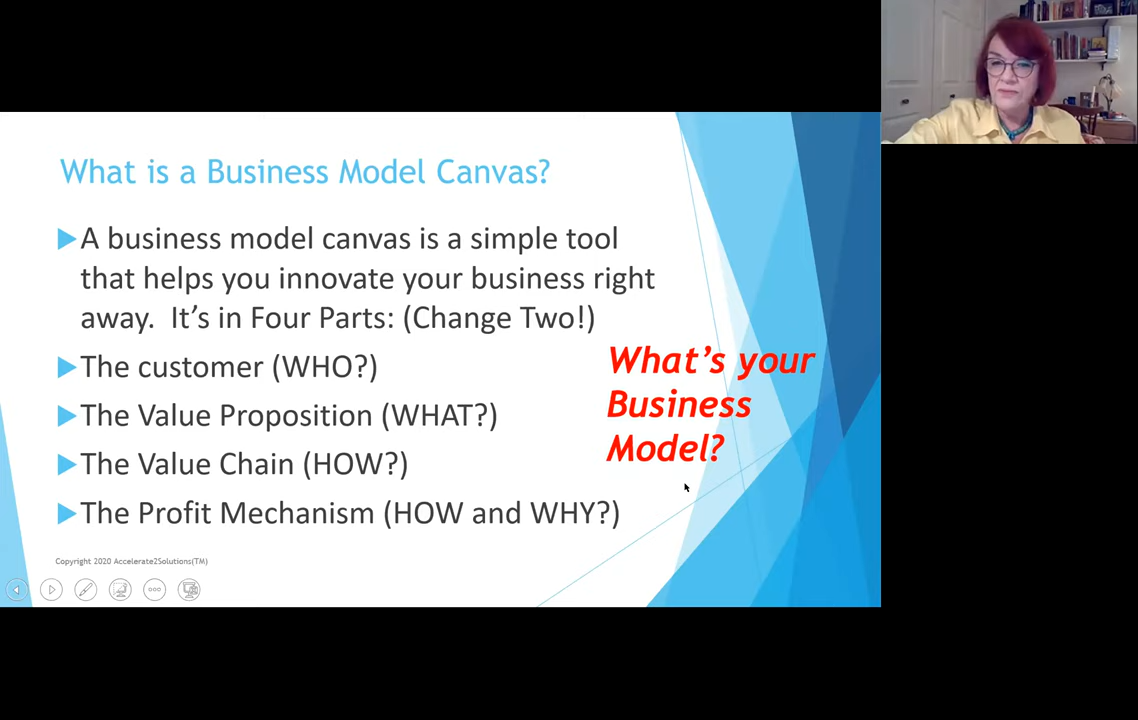 What is a Business Model Canvas?
A business model canvas is a simple tool
that helps you innovate your business right
away.  It’s in Four Parts: (Change Two!)
The customer (WHO?)
The Value Proposition (WHAT?)
The Value Chain (HOW?)
The Profit Mechanism (HOW and WHY?)
What’s your
Business
Model?
Copyright 2020 Accelerate2Solutions(TM)